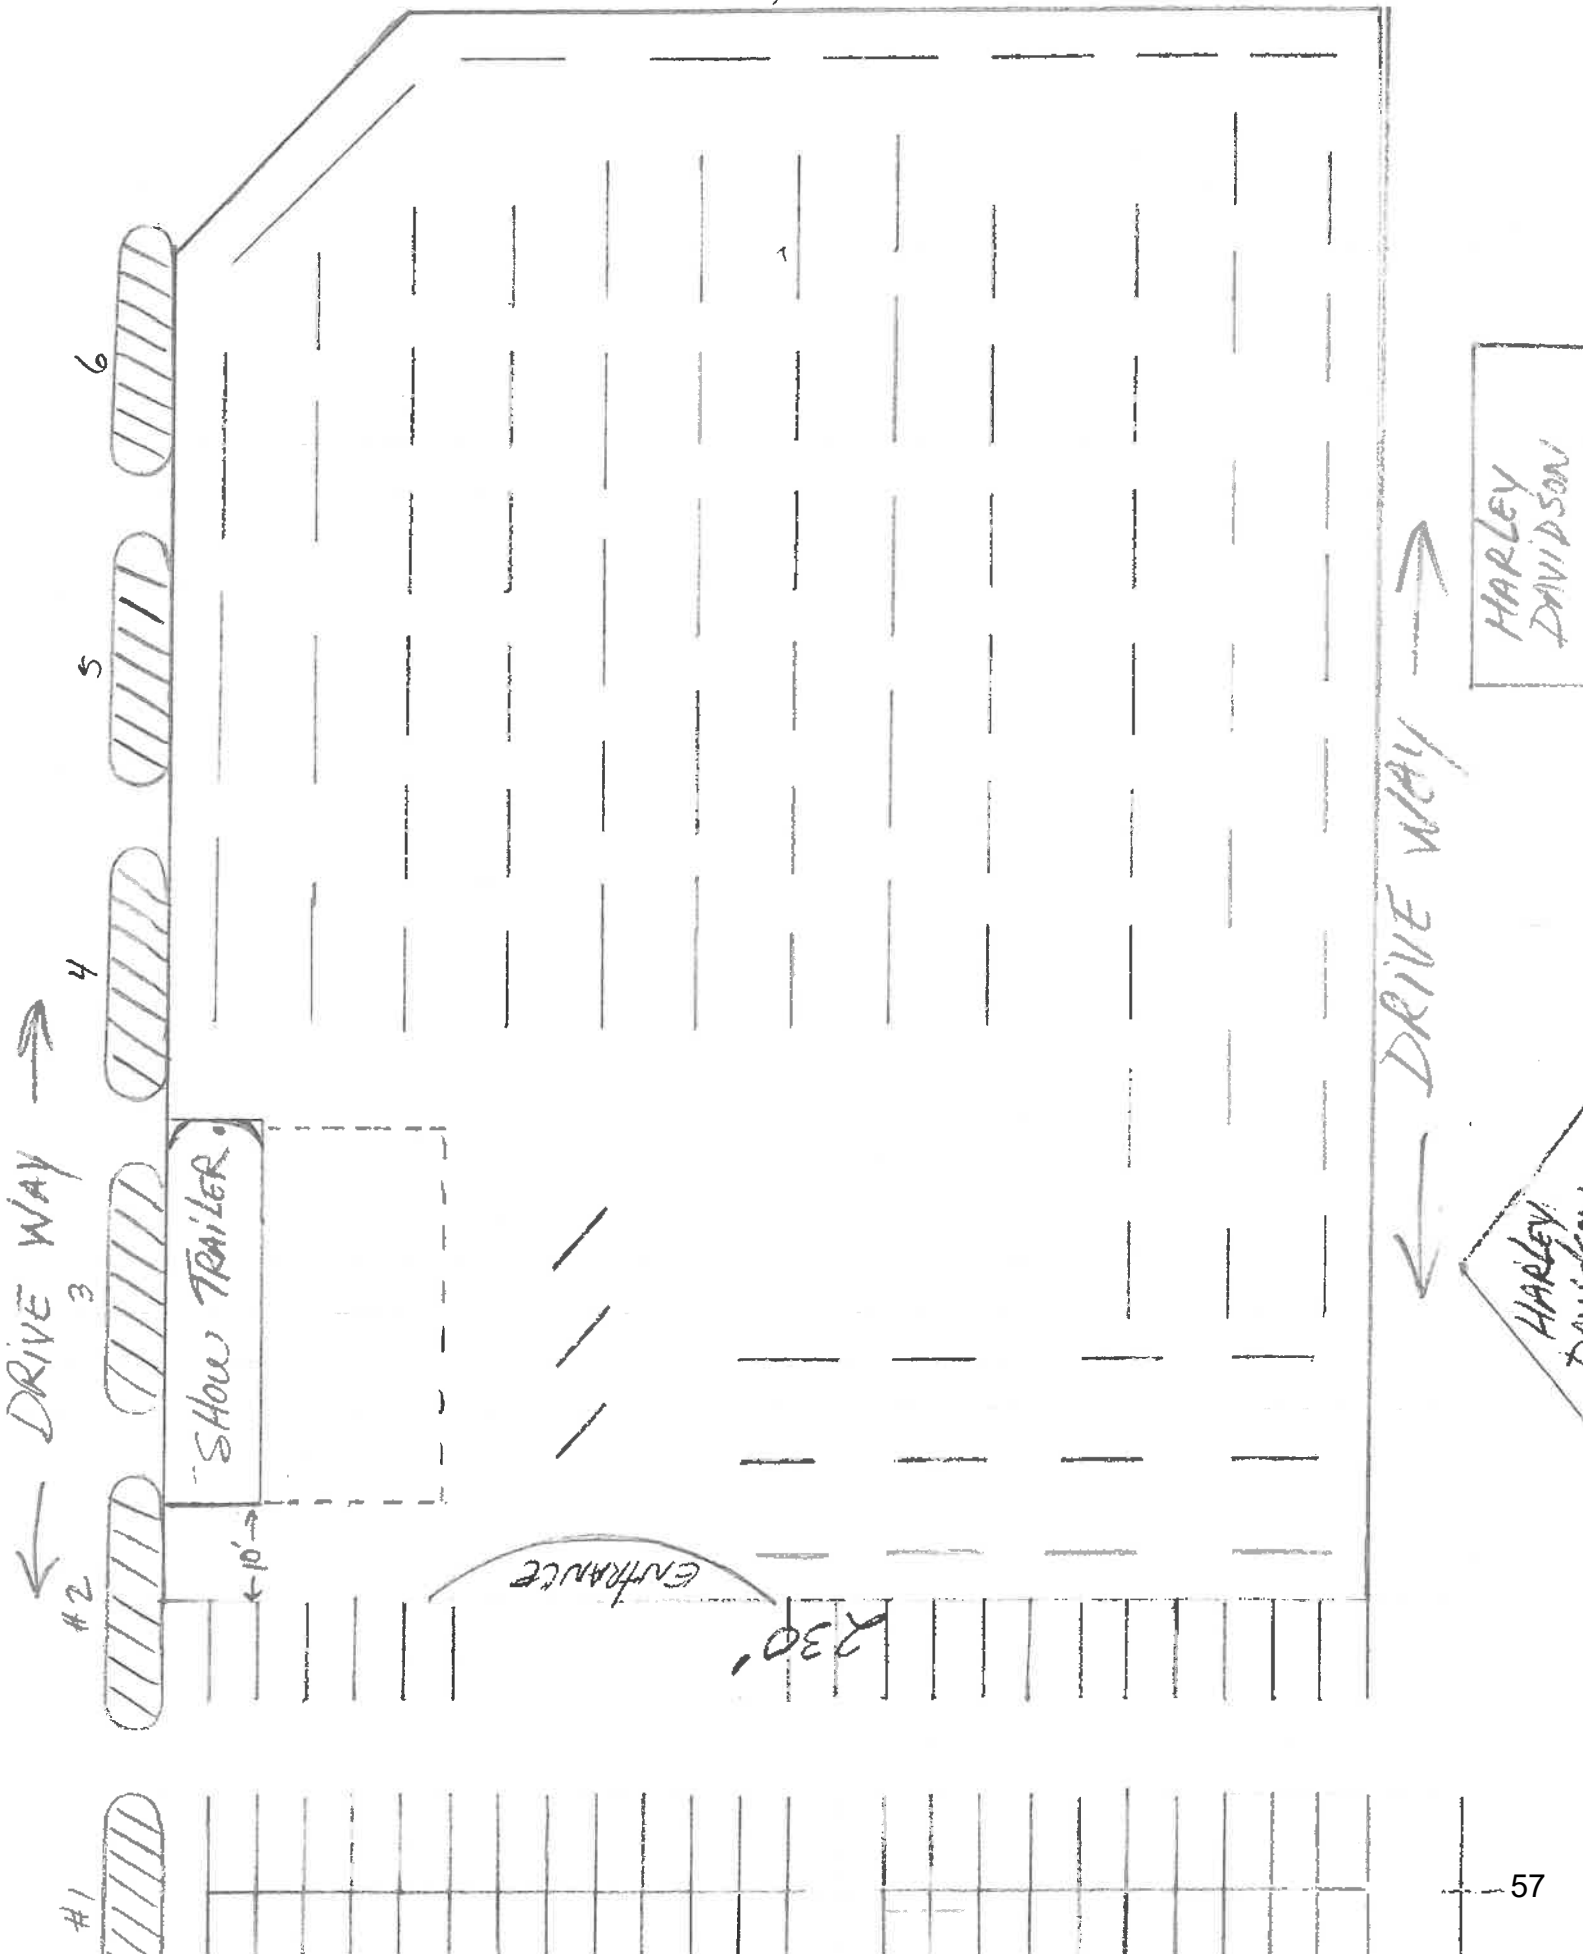 6
5
4
DRIVE WAY
3
#2
#1
SHOW TRAILER
10'
ENTRANCE
230'
DRIVE WAY
HARLEY
DAVIDSON
HARLEY
57